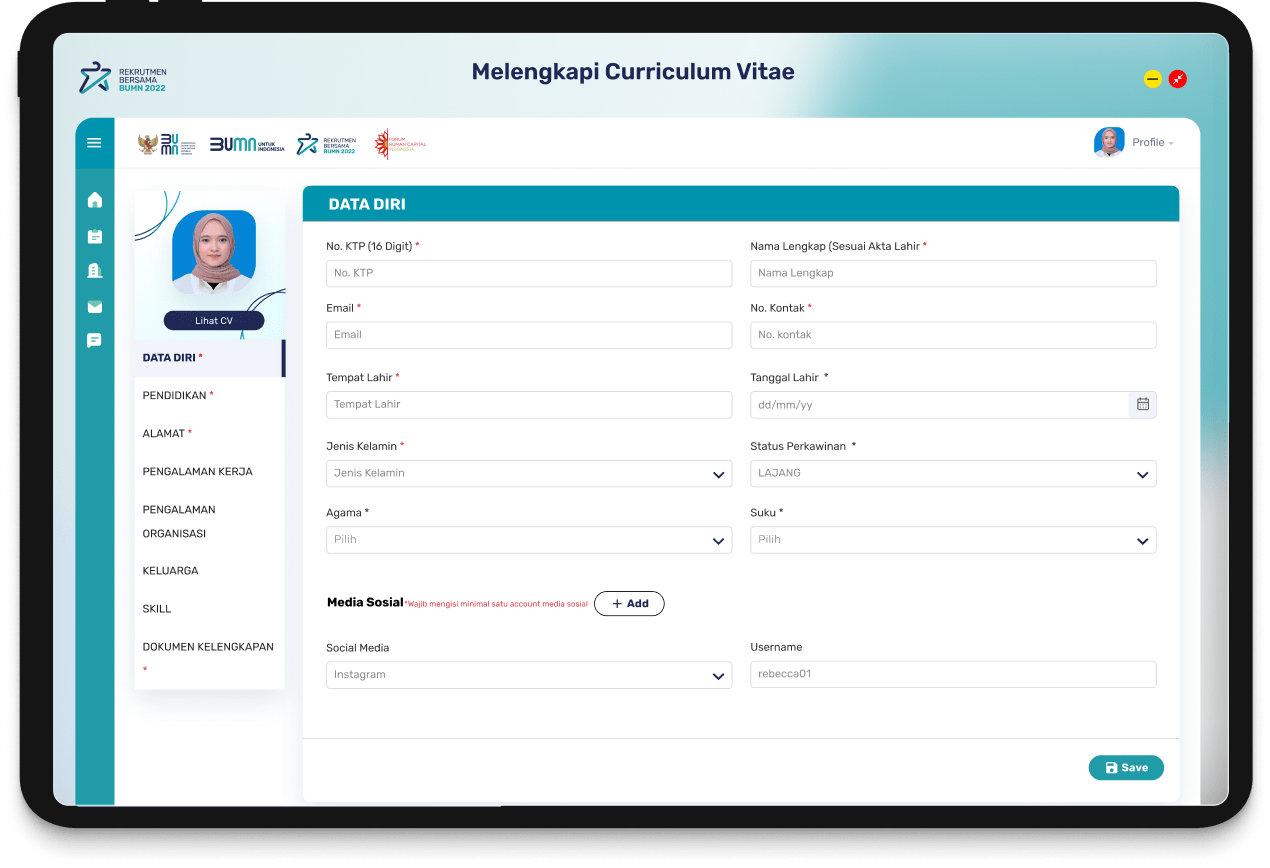 REKRUTMEN
BERSAMA
BUMN 2022
Melengkapi Curriculum Vitae
BUMN
BUMN UNTUK
INDONESIA
REKRUTMEN
BERSAMA
BUMN 2022
FORUM
HUMAN CAPITAL
INDONESIA
Profile
Lihat CV
DATA DIRI *
PENDIDIKAN *
ALAMAT *
PENGALAMAN KERJA
PENGALAMAN
ORGANISASI
KELUARGA
SKILL
DOKUMEN KELENGKAPAN
*
DATA DIRI
No. KTP (16 Digit) *
No. KTP
Nama Lengkap (Sesuai Akta Lahir *
Nama Lengkap
Email *
Email
No. Kontak *
No. kontak
Tempat Lahir *
Tempat Lahir
Tanggal Lahir *
dd/mm/yy
Jenis Kelamin *
Jenis Kelamin
Status Perkawinan *
LAJANG
Agama *
Pilih
Suku *
Pilih
Media Sosial *Wajib mengisi minimal satu account media sosial + Add
Social Media
Instagram
Username
rebecca01
Save